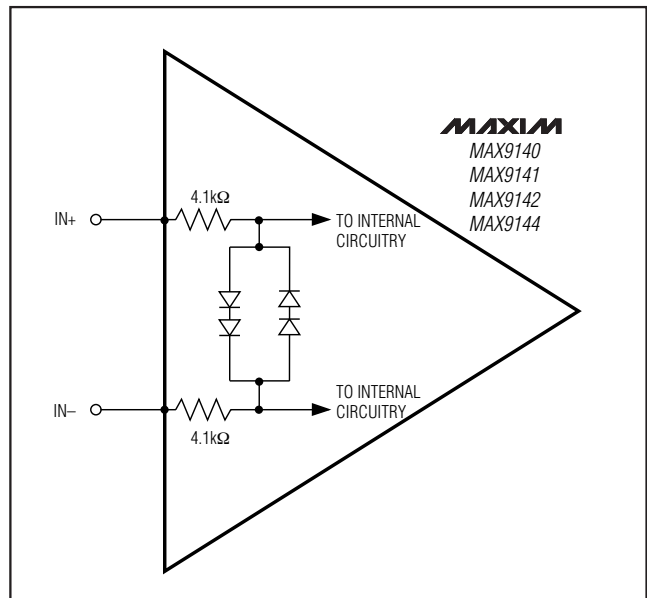 MAXIM
MAX9140
MAX9141
MAX9142
MAX9144
4.1kΩ
IN+
TO INTERNAL
CIRCUITRY
TO INTERNAL
CIRCUITRY
IN–
4.1kΩ